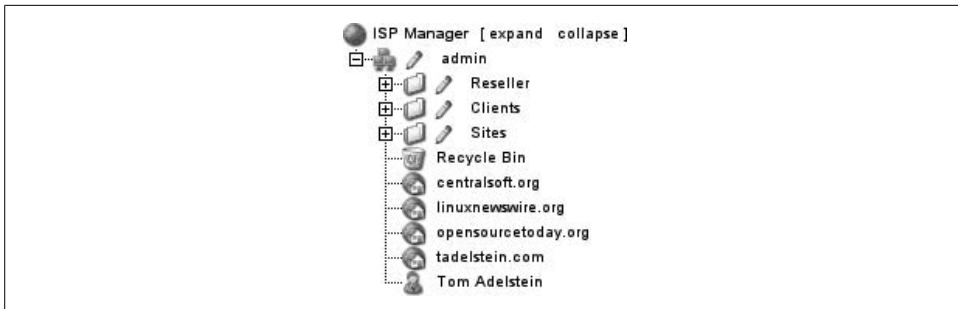 ISP Manager [ expand collapse ]
admin
Reseller
Clients
Sites
Recycle Bin
centralsoft.org
linuxnewswire.org
opensourcetoday.org
tadelstein.com
Tom Adelstein